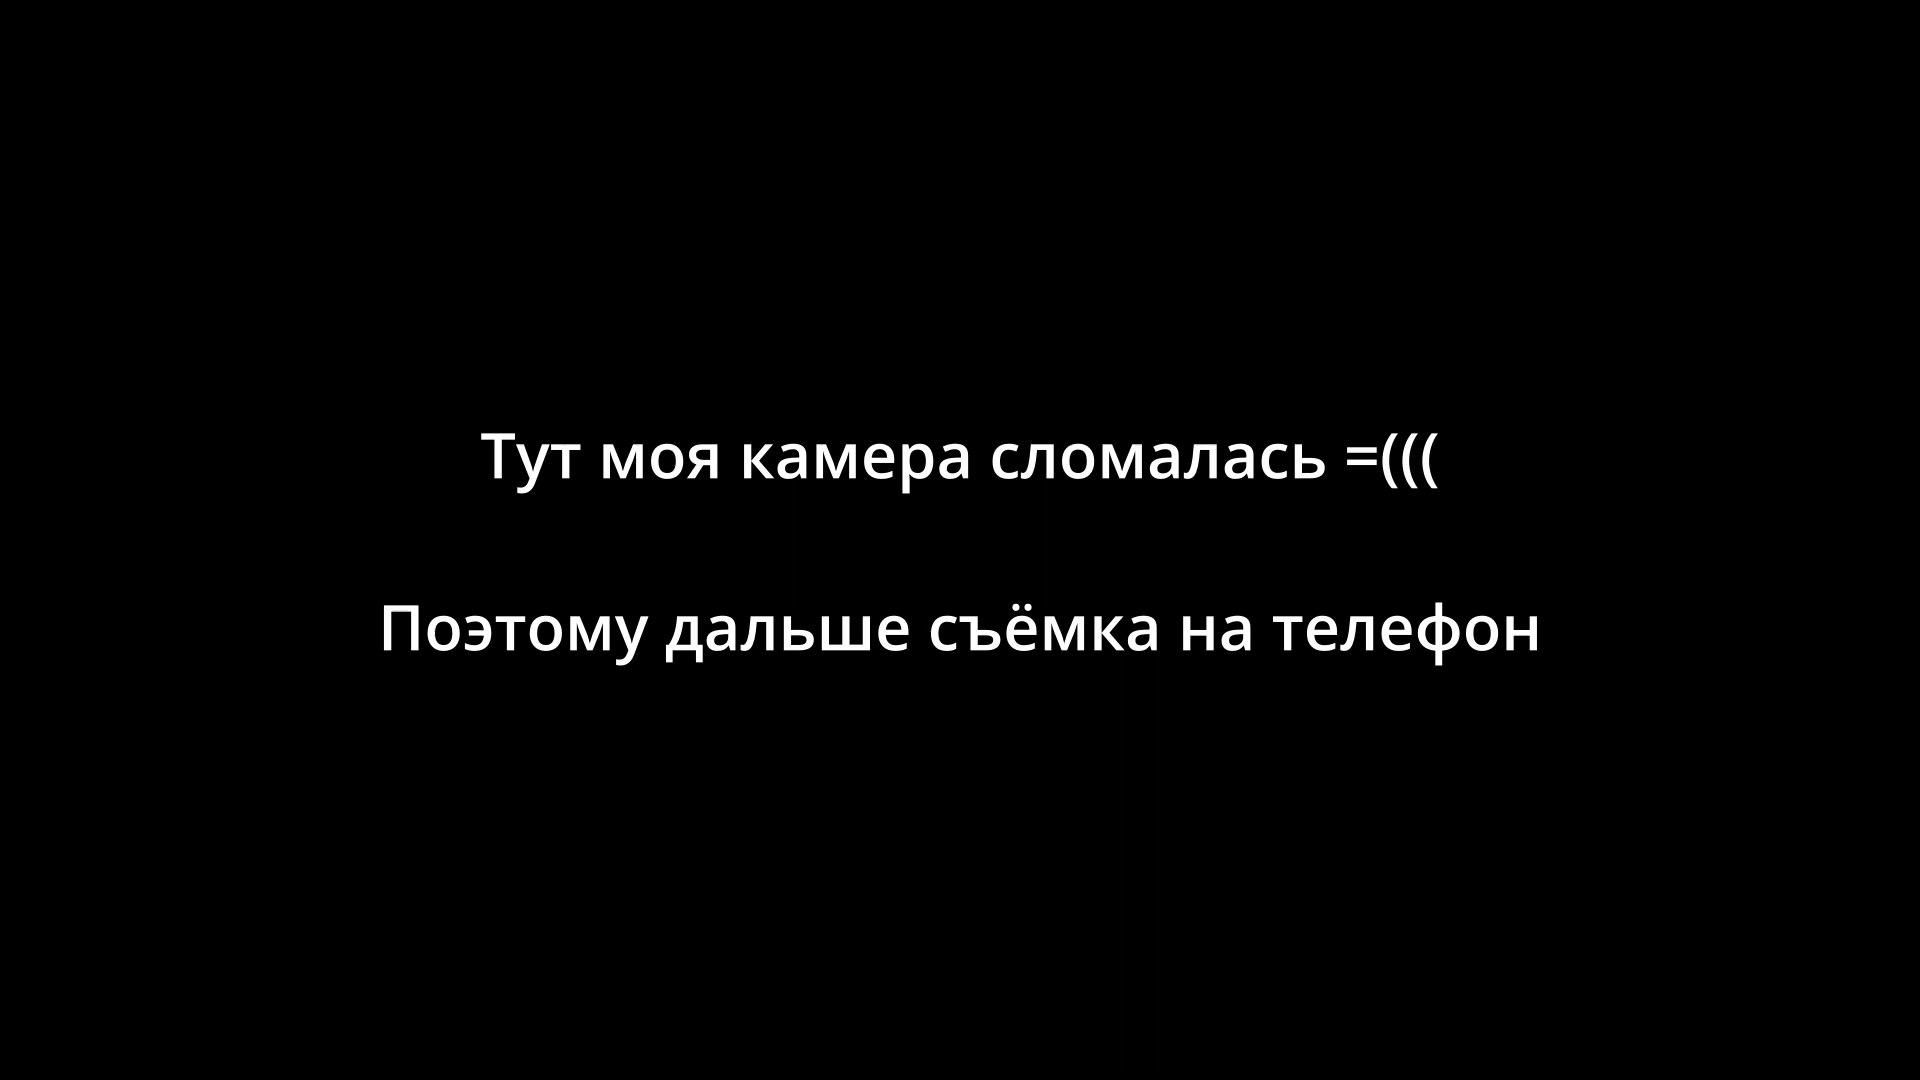 Тут моя камера сломалась =(((
Поэтому дальше съёмка на телефон